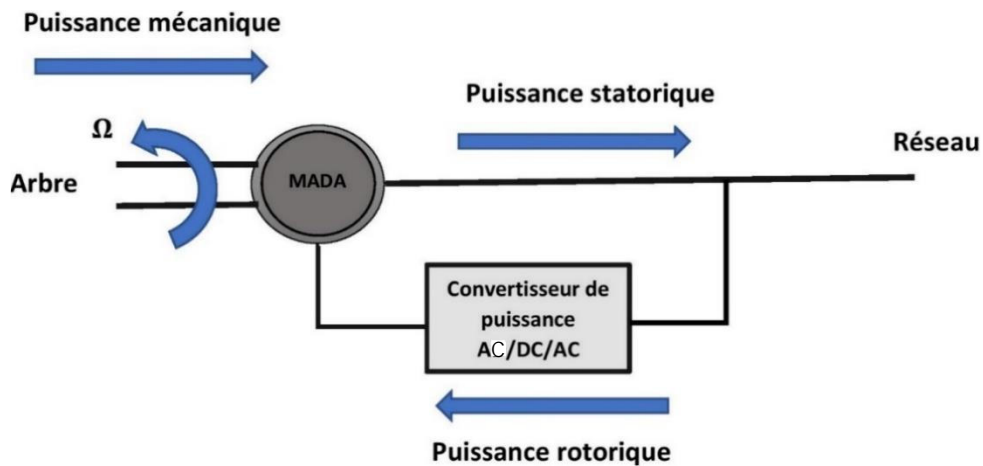 Puissance mécanique
Puissance statorique
Ω
Réseau
Arbre
MADA
Convertisseur de
puissance
AC/DC/AC
Puissance rotorique